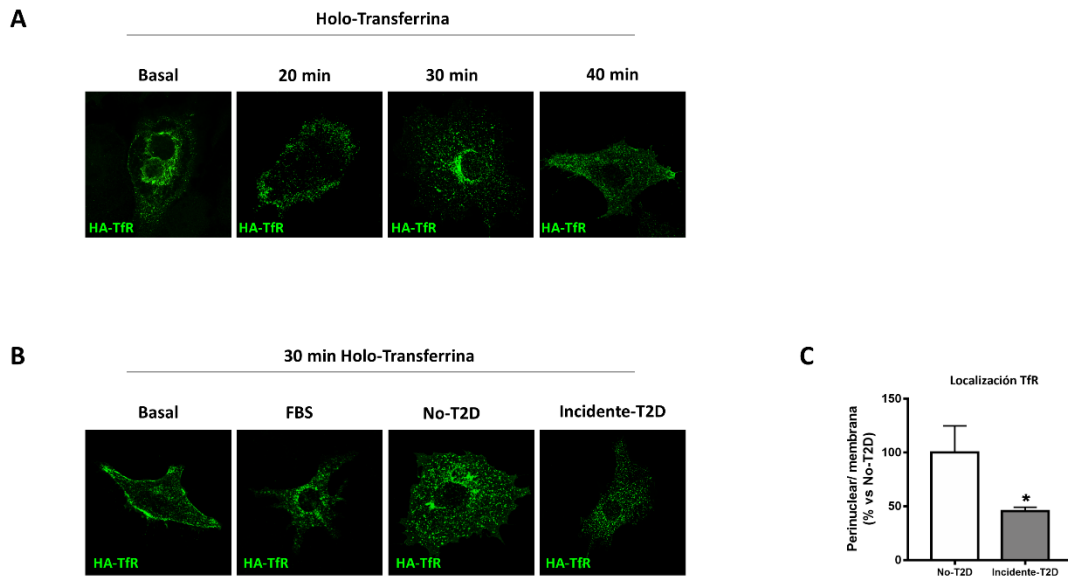 A
Holo-Transferrina
Basal
20 min
30 min
40 min
HA-TfR
HA-TfR
HA-TfR
HA-TfR
B
30 min Holo-Transferrina
Basal
FBS
No-T2D
Incidente-T2D
HA-TfR
HA-TfR
HA-TfR
HA-TfR
C
Localización TfR
Perinuclear/ membrana
(% vs No-T2D)
150
100
50
0
*
No-T2D
Incidente-T2D